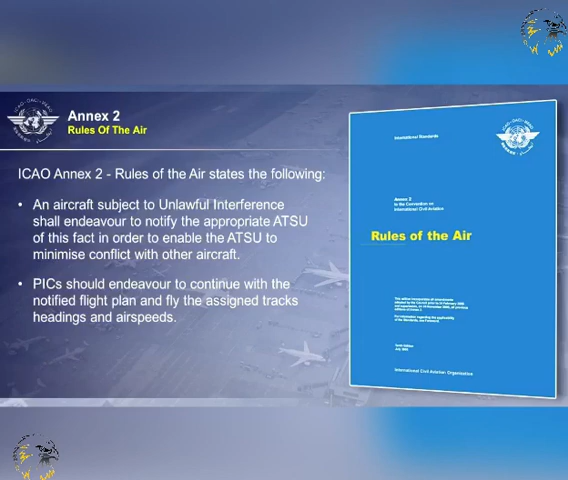 Annex 2
Rules Of The Air
ICAO Annex 2 - Rules of the Air states the following:
• An aircraft subject to Unlawful Interference
shall endeavour to notify the appropriate ATSU
of this fact in order to enable the ATSU to
minimise conflict with other aircraft.
• PICs should endeavour to continue with the
notified flight plan and fly the assigned tracks
headings and airspeeds.
International Standards
Annex 2
to the Convention on
International Civil Aviation
Rules of the Air
International Civil Aviation Organization